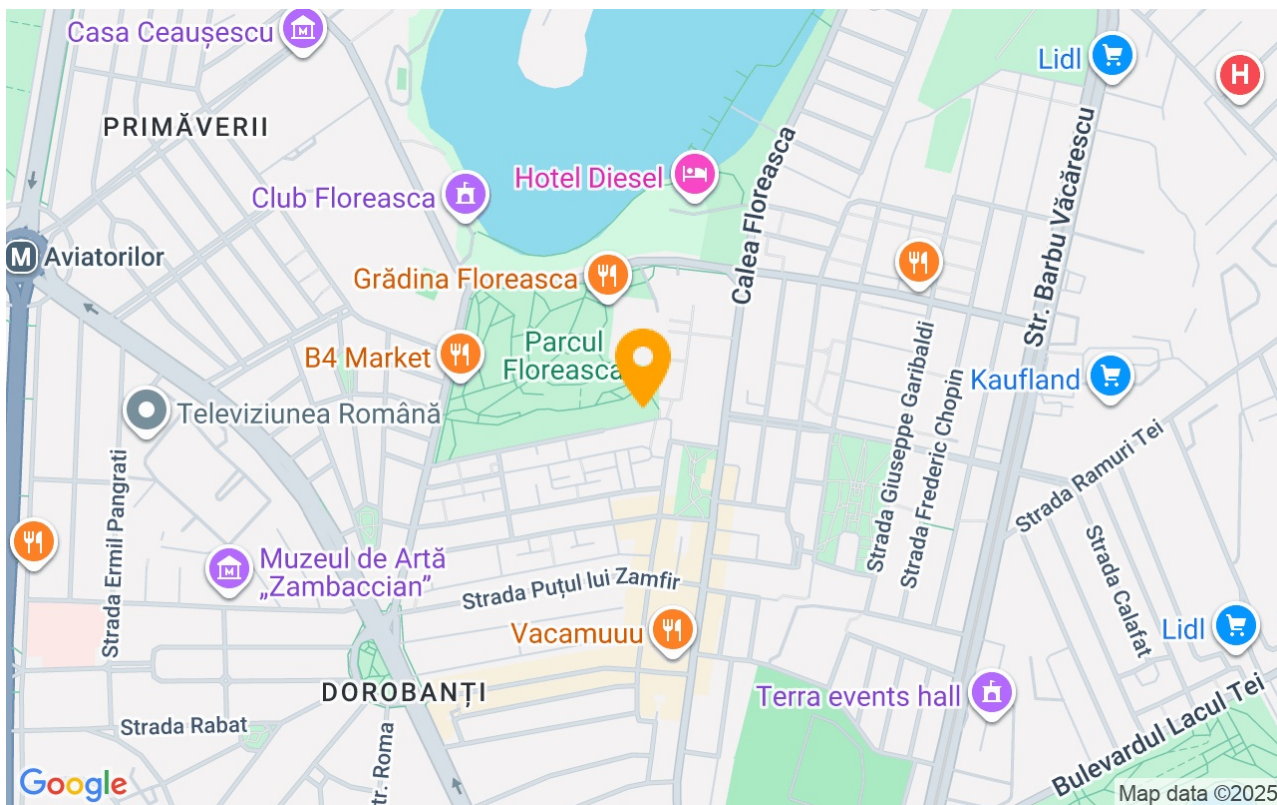 Casa Ceaușescu
M
Lidl
H
PRIMĂVERII
Hotel Diesel
Club Floreasca
Calea Floreasca
Str. Barbu Văcărescu
M
Aviatorilor
Grădina Floreasca
Parcul
Floreasca
B4 Market
Kaufland
Televiziunea Română
Strada Giuseppe Garibaldi
Strada Frederic Chopin
Strada Ramuri Tei
Strada Ermil Pangrati
Muzeul de Artă
„Zambaccian”
M
Strada Puțul lui Zamfir
Strada Calafat
Vacamuuu
Lidl
DOROBANȚI
Terra events hall
Strada Rabat
Str. Roma
Bulevardul Lacul Tei
Google
Map data ©2025